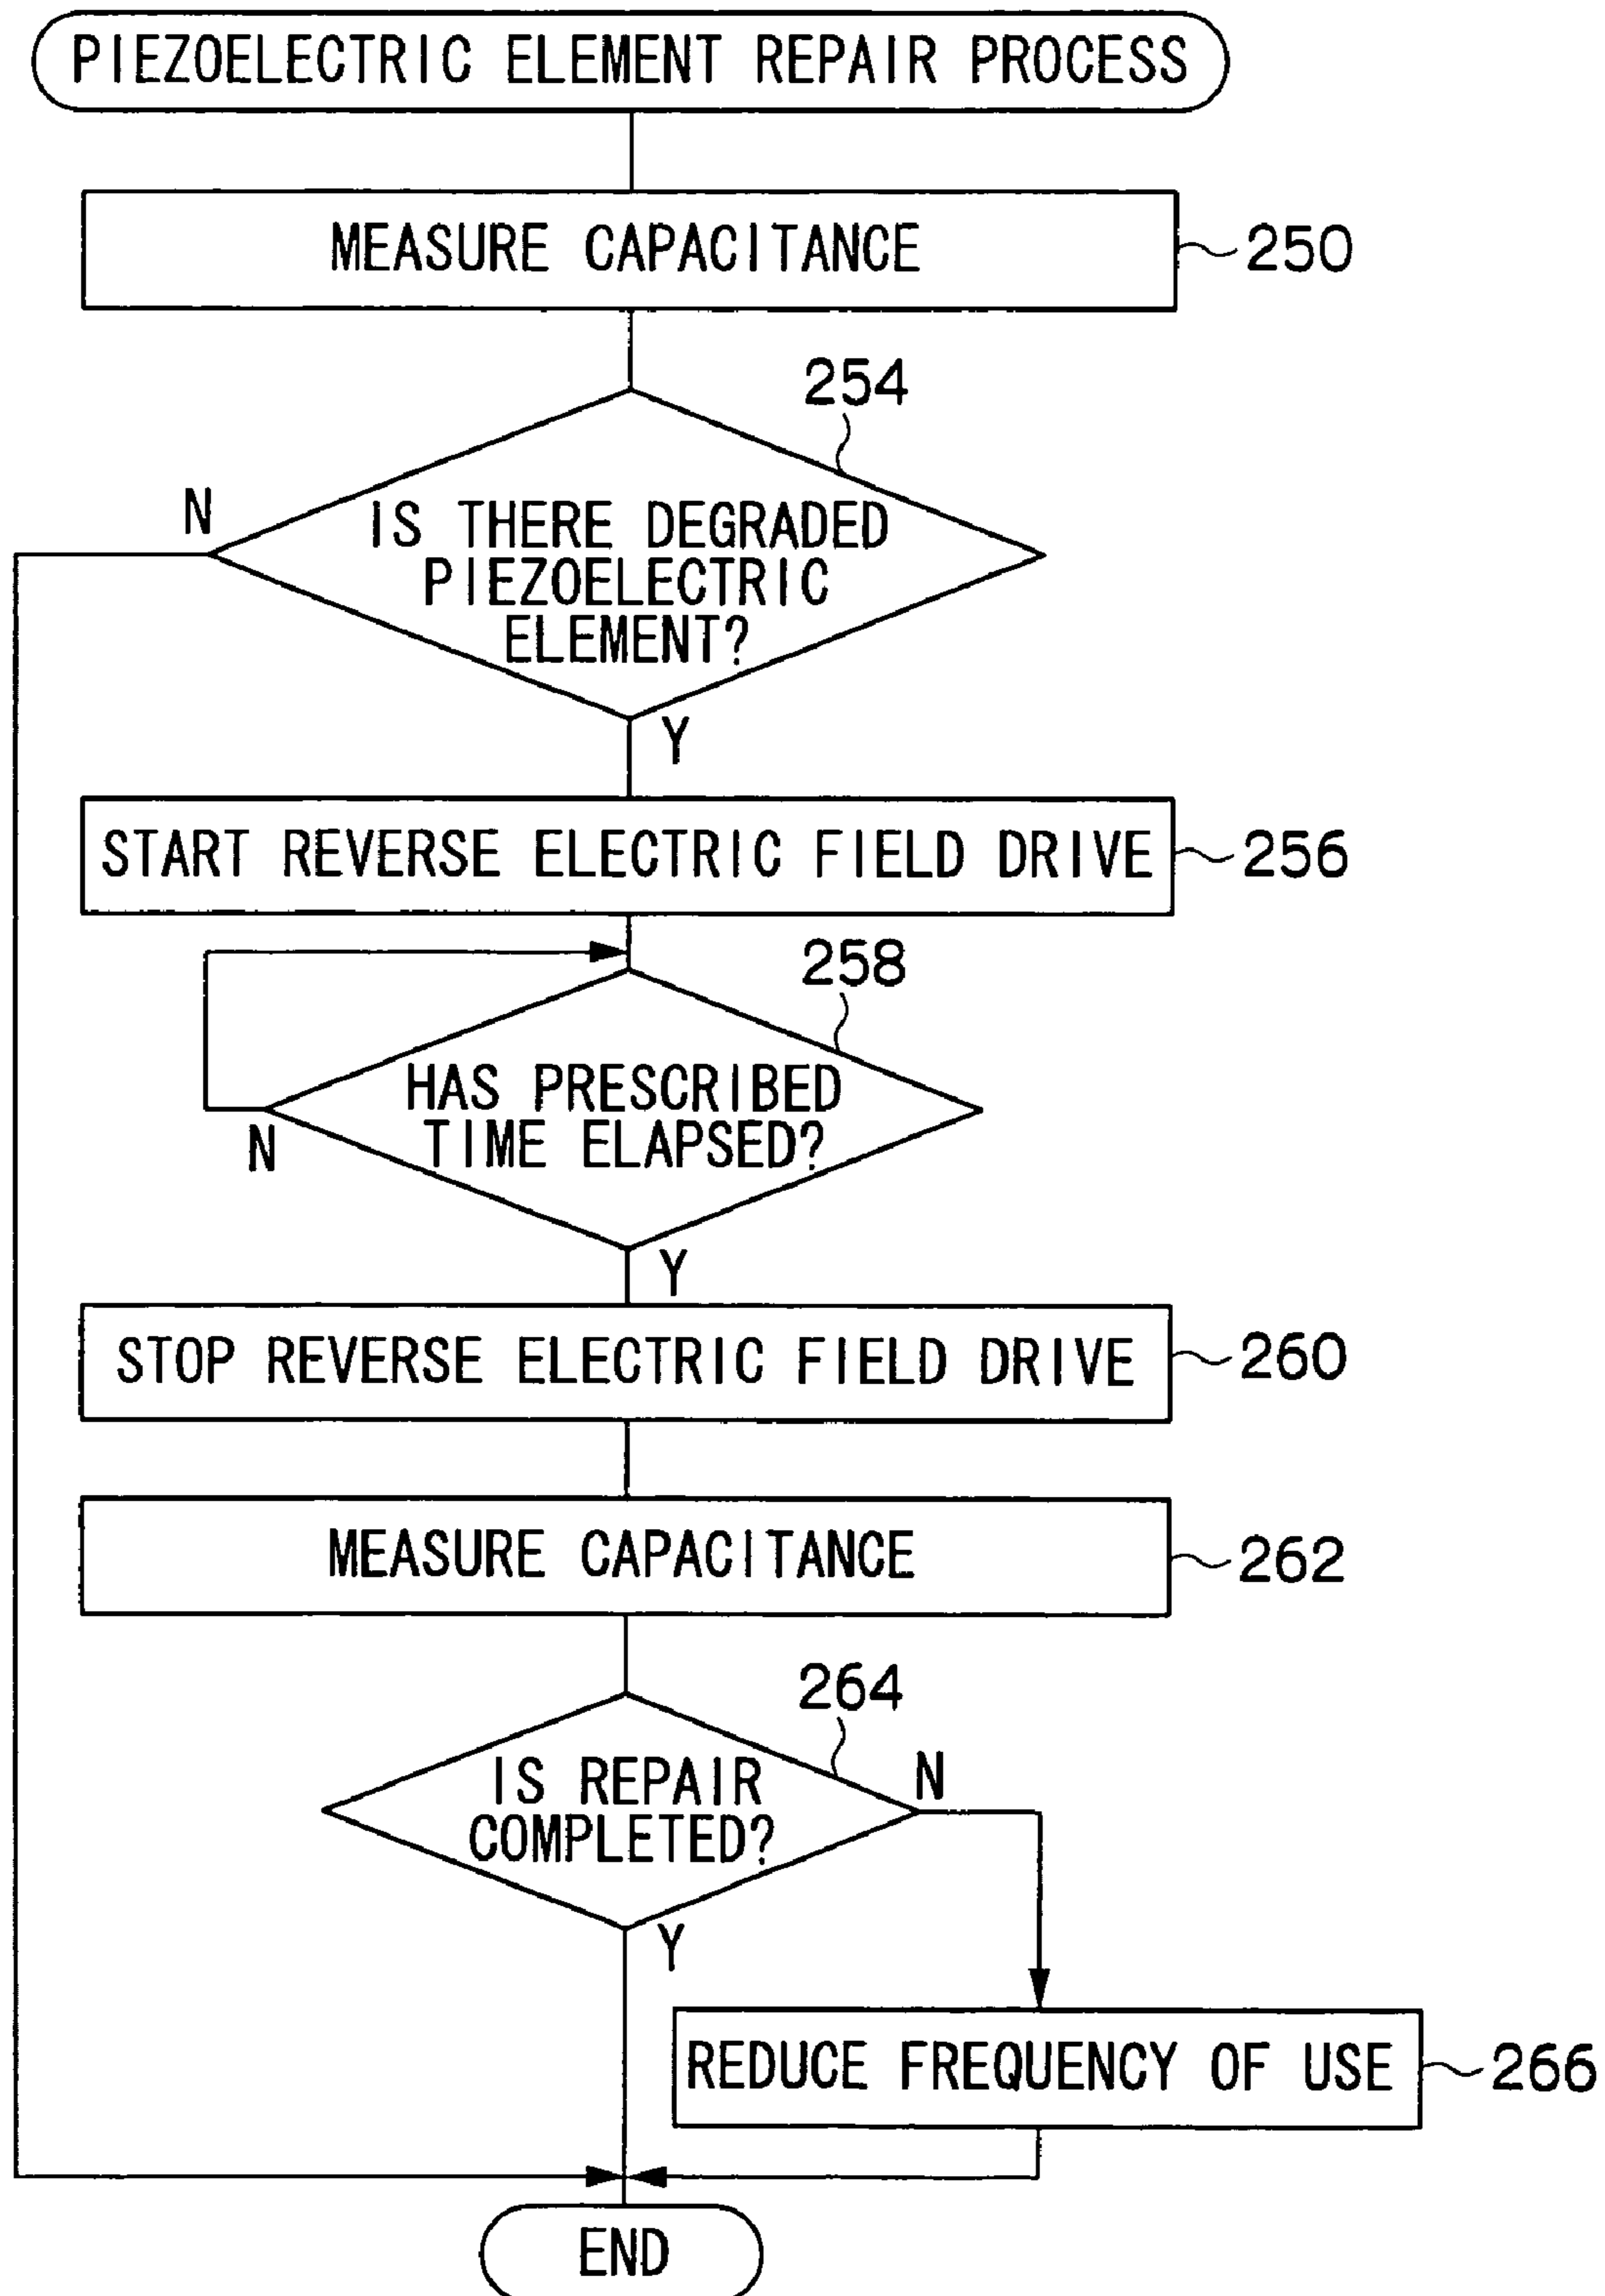 PIEZOELECTRIC ELEMENT REPAIR PROCESS
MEASURE CAPACITANCE
250
254
N
IS THERE DEGRADED
PIEZOELECTRIC
ELEMENT?
Y
START REVERSE ELECTRIC FIELD DRIVE
256
258
HAS PRESCRIBED
TIME ELAPSED?
N
Y
STOP REVERSE ELECTRIC FIELD DRIVE
260
MEASURE CAPACITANCE
262
264
IS REPAIR
COMPLETED?
N
Y
REDUCE FREQUENCY OF USE
266
END